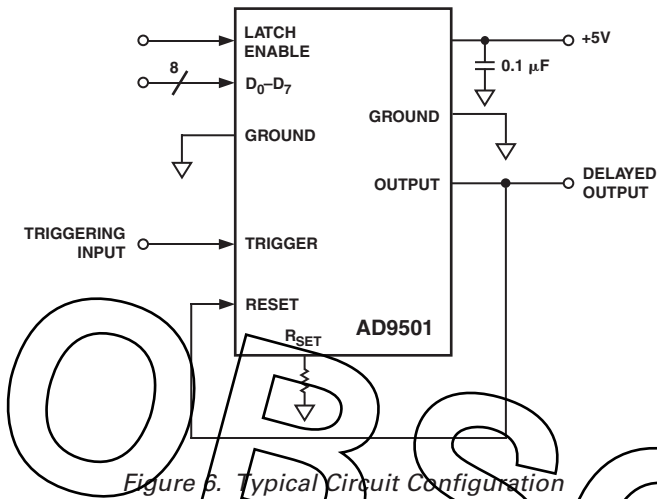 LATCH
ENABLE
8
D0–D7
GROUND
+5V
0.1 μF
GROUND
OUTPUT
DELAYED
OUTPUT
TRIGGERING
INPUT
TRIGGER
RESET
RSET
AD9501
OBSO
Figure 6. Typical Circuit Configuration